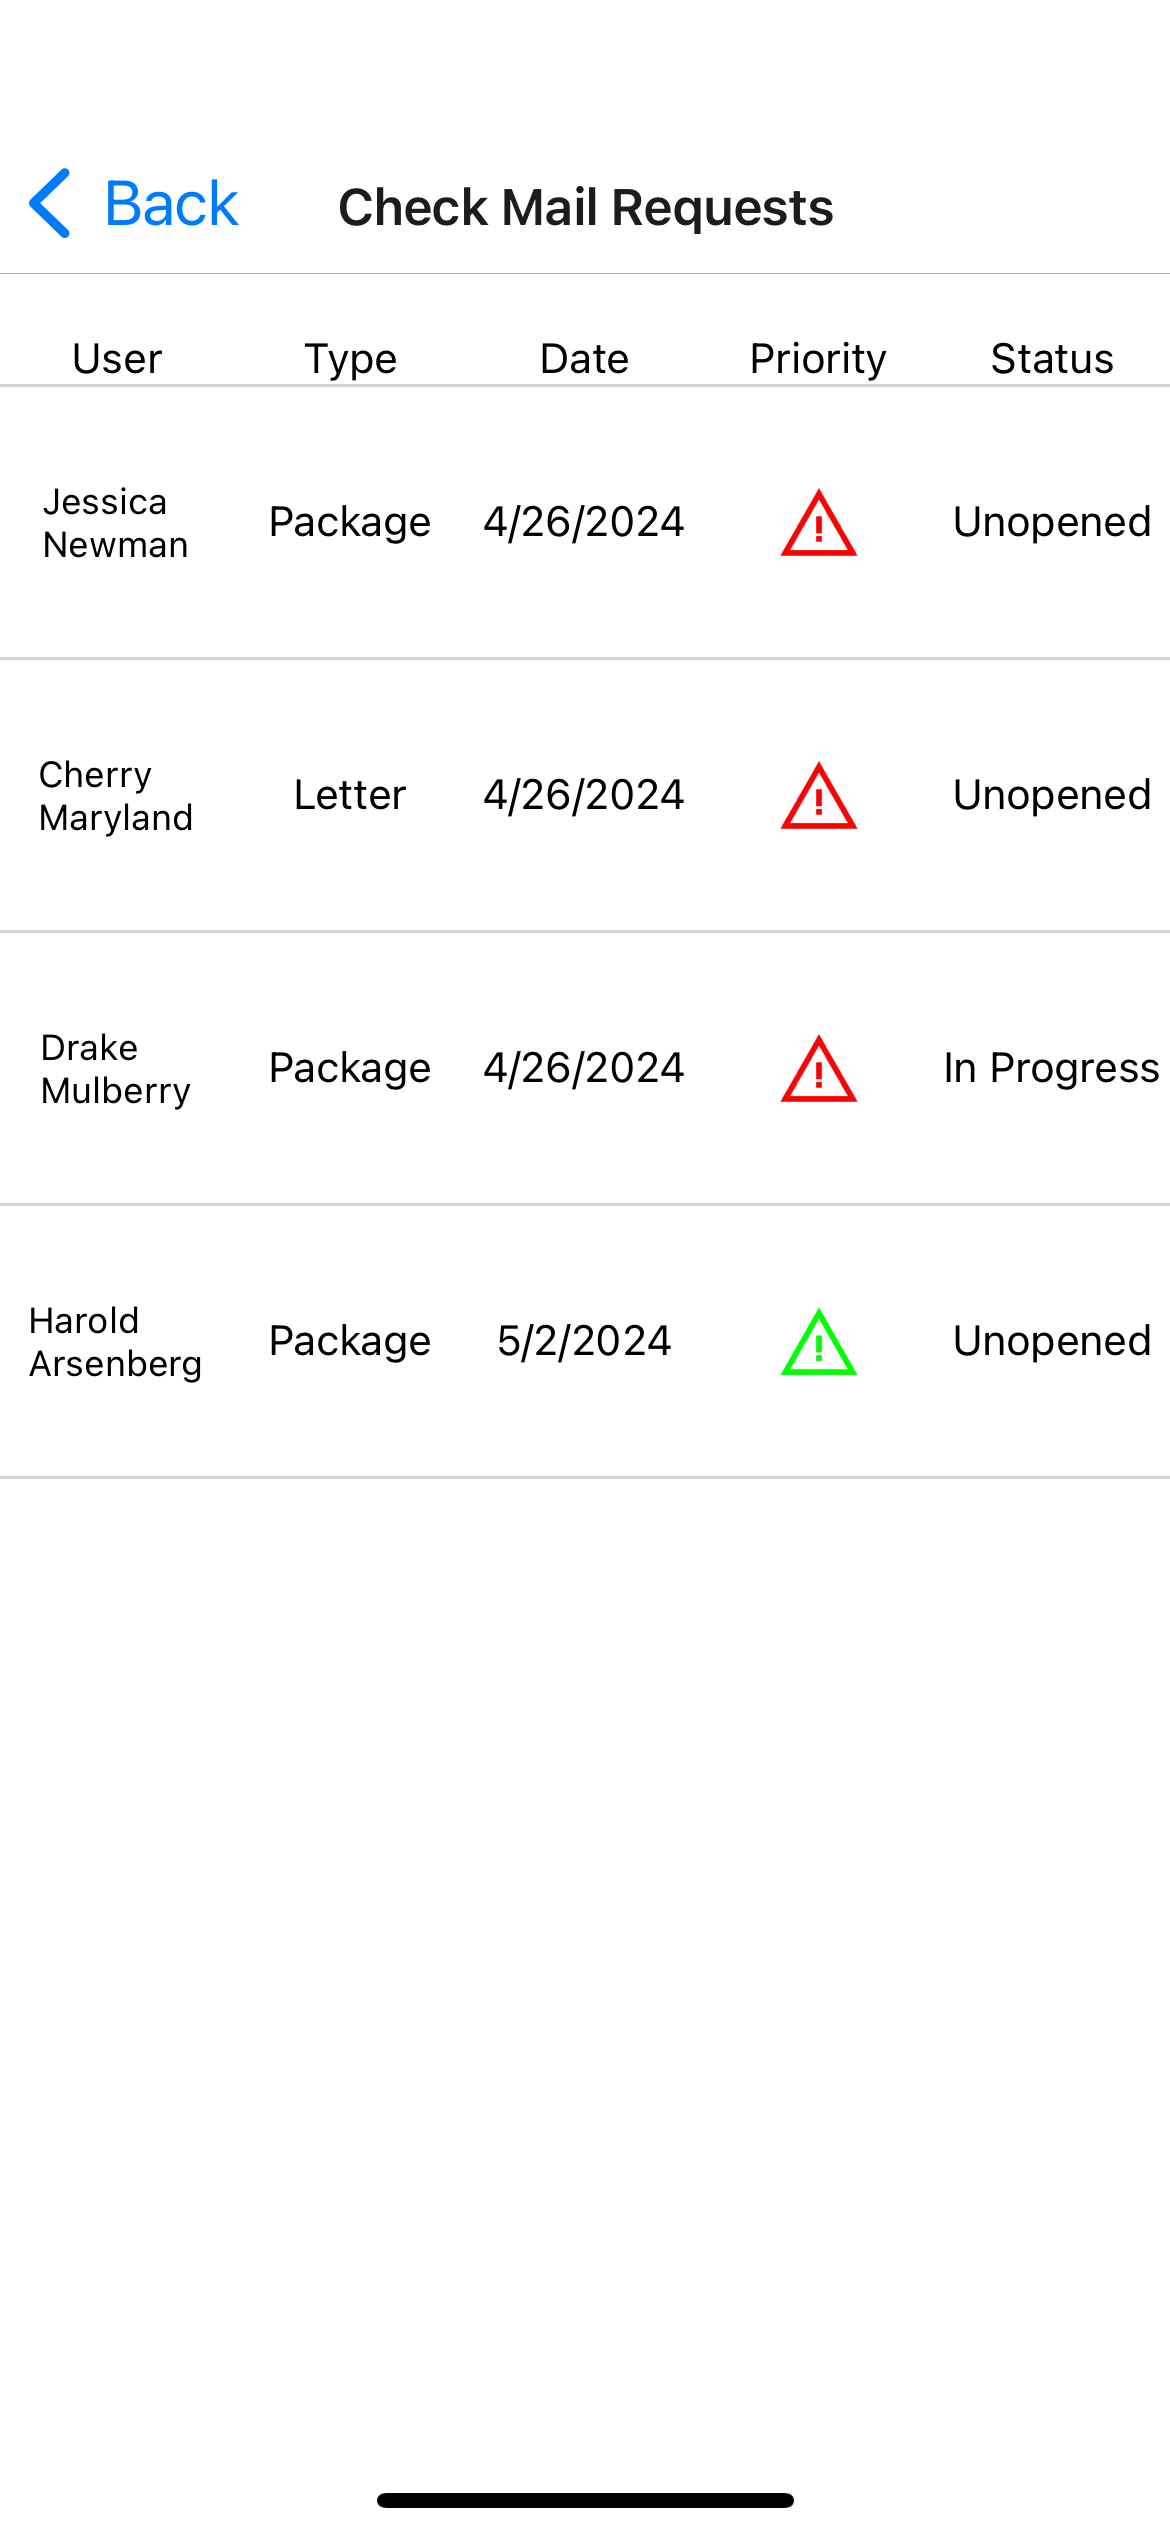 Back Check Mail Requests
User Type Date Priority Status
Jessica
Newman
Package 4/26/2024 Unopened
Cherry
Maryland
Letter 4/26/2024 Unopened
Drake
Mulberry
Package 4/26/2024 In Progress
Harold
Arsenberg
Package 5/2/2024 Unopened